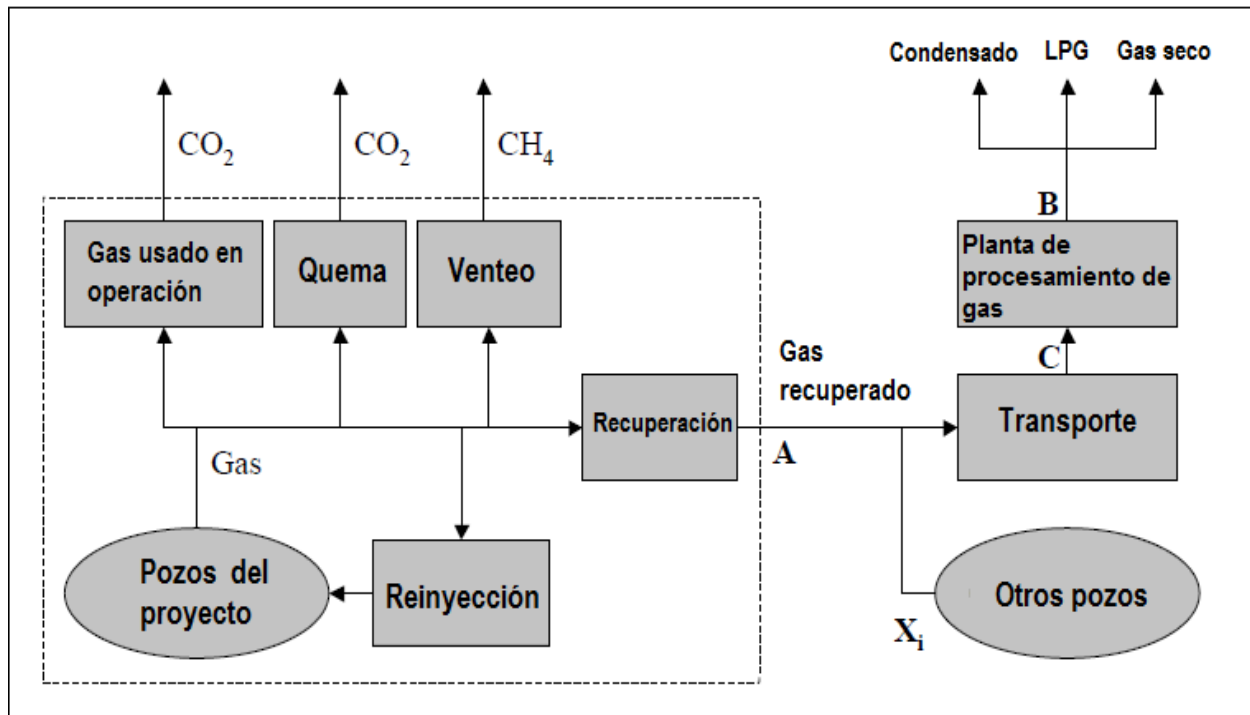 Condensado
LPG
Gas seco
CO2
CO2
CH4
Gas usado en
operación
Quema
Venteo
B
Planta de
procesamiento de
gas
C
Gas
recuperado
Recuperación
A
Transporte
Gas
Pozos del
proyecto
Reinyección
Otros pozos
Xi